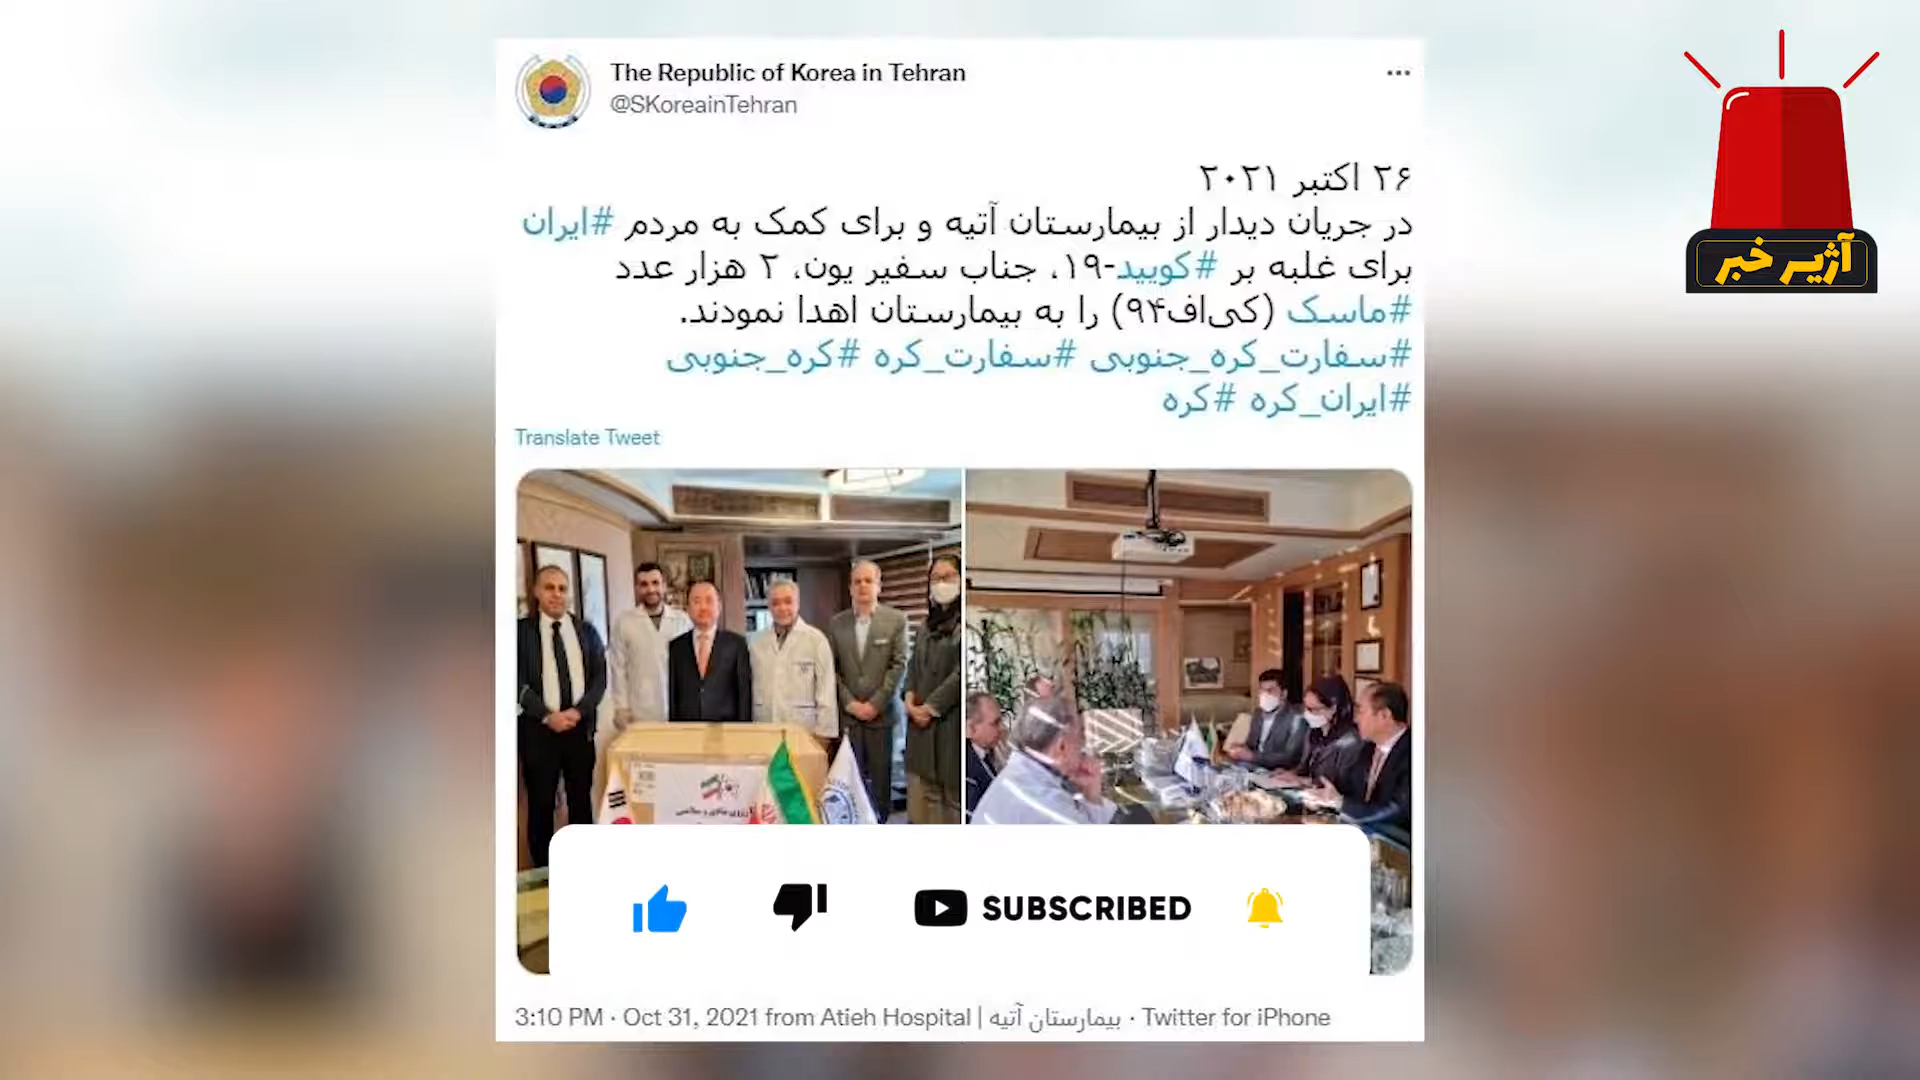 The Republic of Korea in Tehran
@SKoreainTehran
۲۶ اکتبر ۲۰۲۱
در جریان دیدار از بیمارستان آتیه و برای کمک به مردم #ایران
برای غلبه بر #کویید-۱۹، جناب سفیر یون، ۲ هزار عدد
#ماسک (کی‌اف۹۴) را به بیمارستان اهدا نمودند.
#سفارت_کره_جنوبی #سفارت_کره #کره_جنوبی
#ایران_کره #کره
Translate Tweet
SUBSCRIBED
3:10 PM · Oct 31, 2021 from Atieh Hospital | بیمارستان آتیه · Twitter for iPhone
آژیر خبر